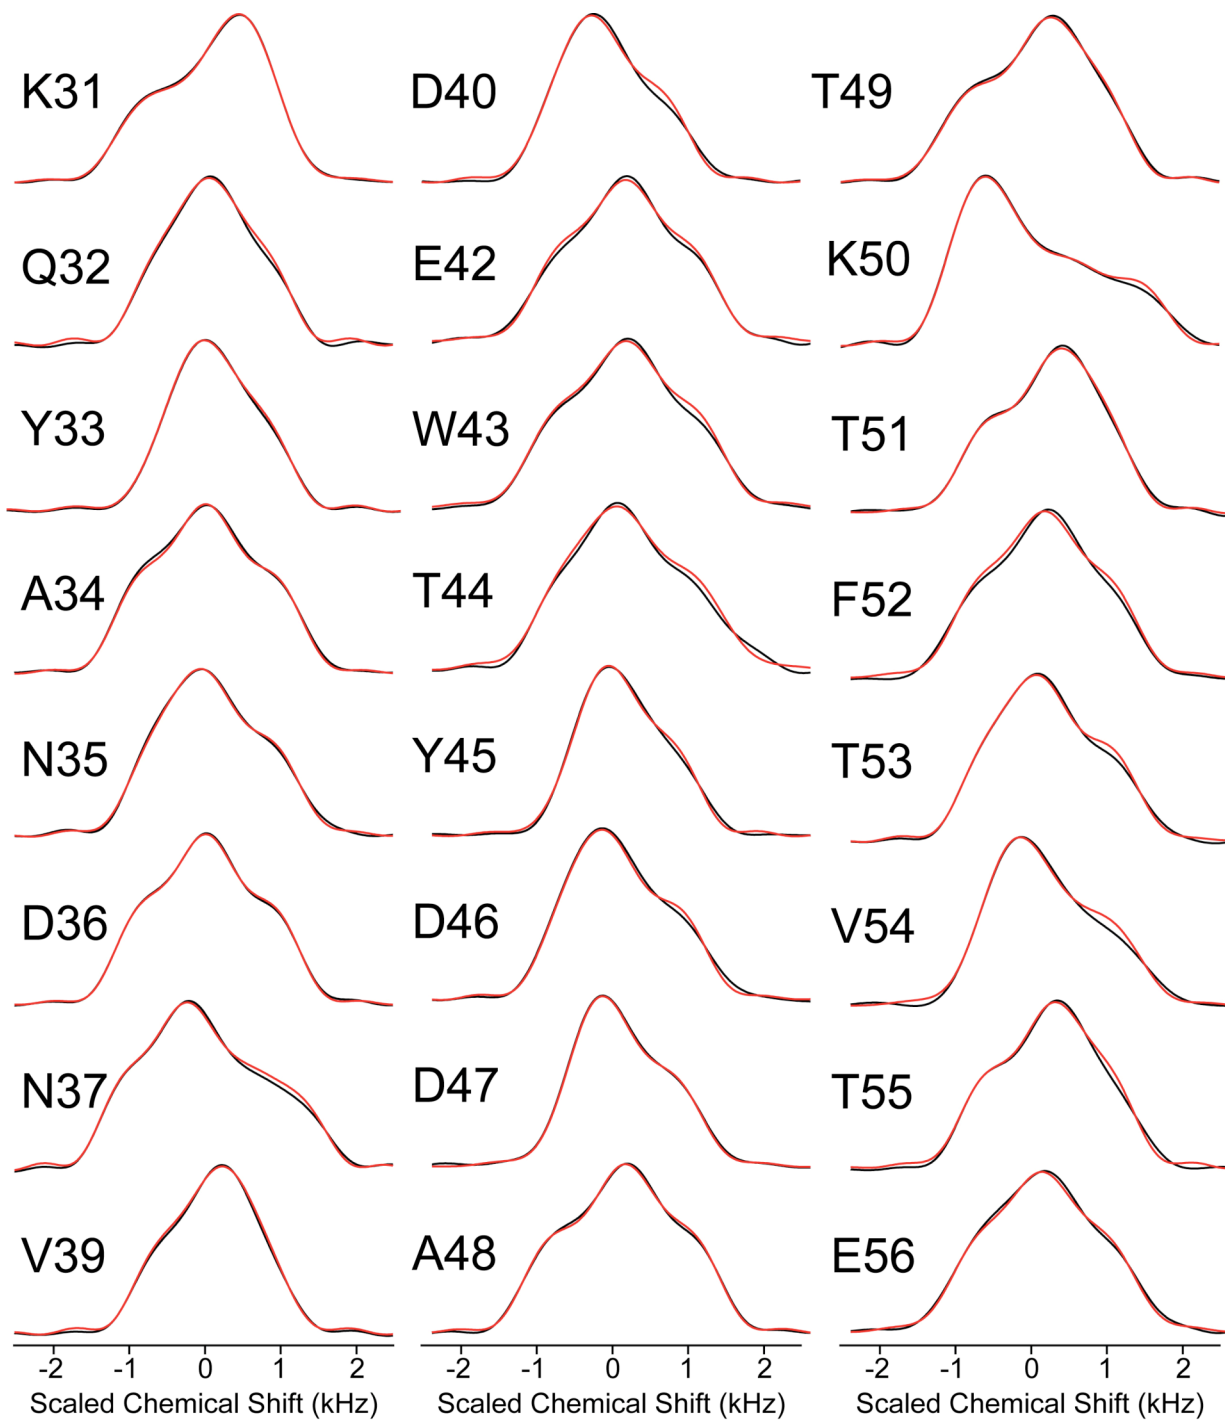 K31
D40
T49
Q32
E42
K50
Y33
W43
T51
A34
T44
F52
N35
Y45
T53
D36
D46
V54
N37
D47
T55
V39
A48
E56
-2 -1 0 1 2
-2 -1 0 1 2
-2 -1 0 1 2
Scaled Chemical Shift (kHz)
Scaled Chemical Shift (kHz)
Scaled Chemical Shift (kHz)